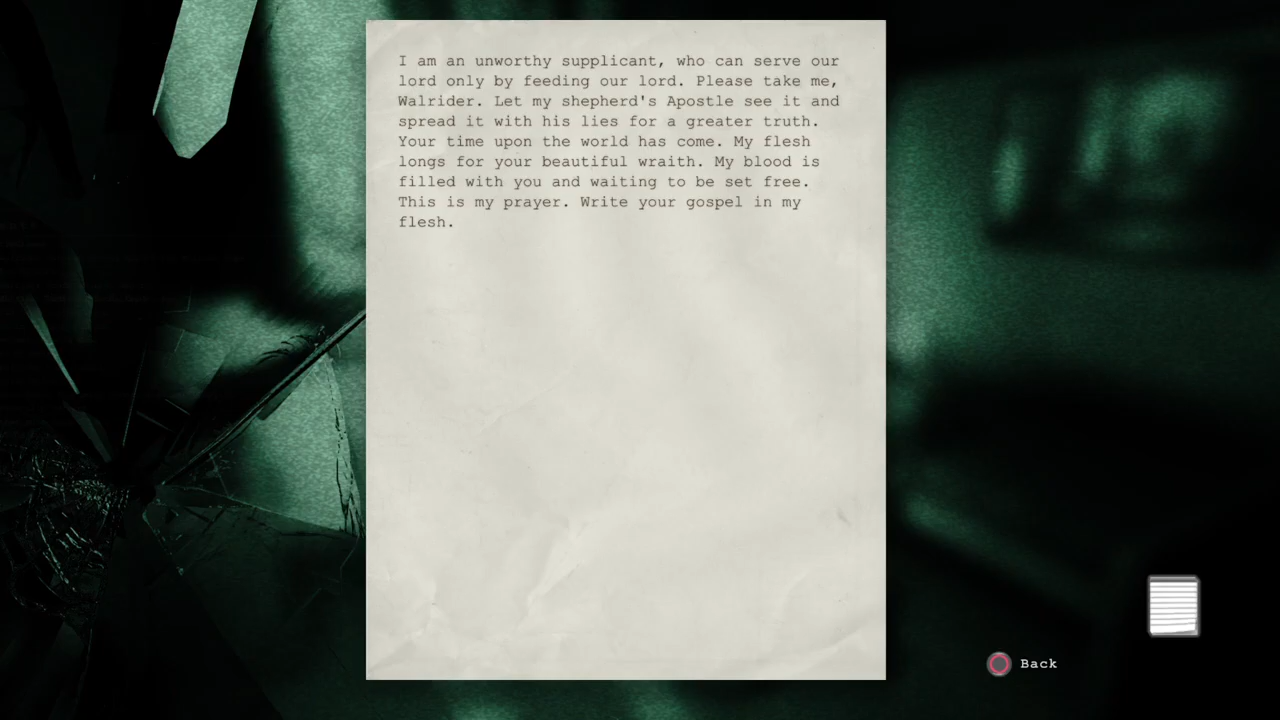 I am an unworthy supplicant, who can serve our
lord only by feeding our lord. Please take me,
Walrider. Let my shepherd's Apostle see it and
spread it with his lies for a greater truth.
Your time upon the world has come. My flesh
longs for your beautiful wraith. My blood is
filled with you and waiting to be set free.
This is my prayer. Write your gospel in my
flesh.
Back